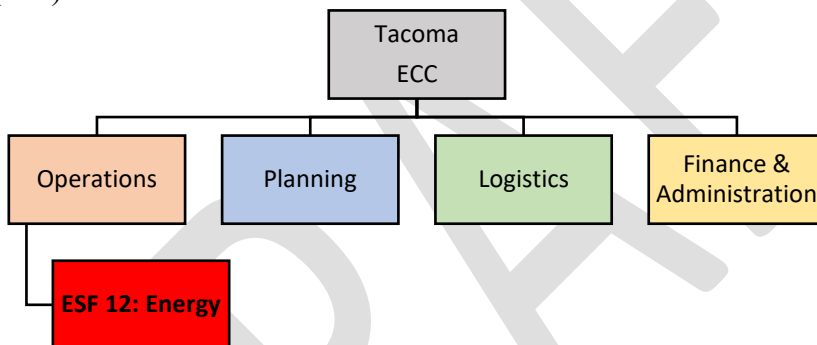 Tacoma
ECC
Operations
Planning
Logistics
Finance &
Administration
ESF 12: Energy